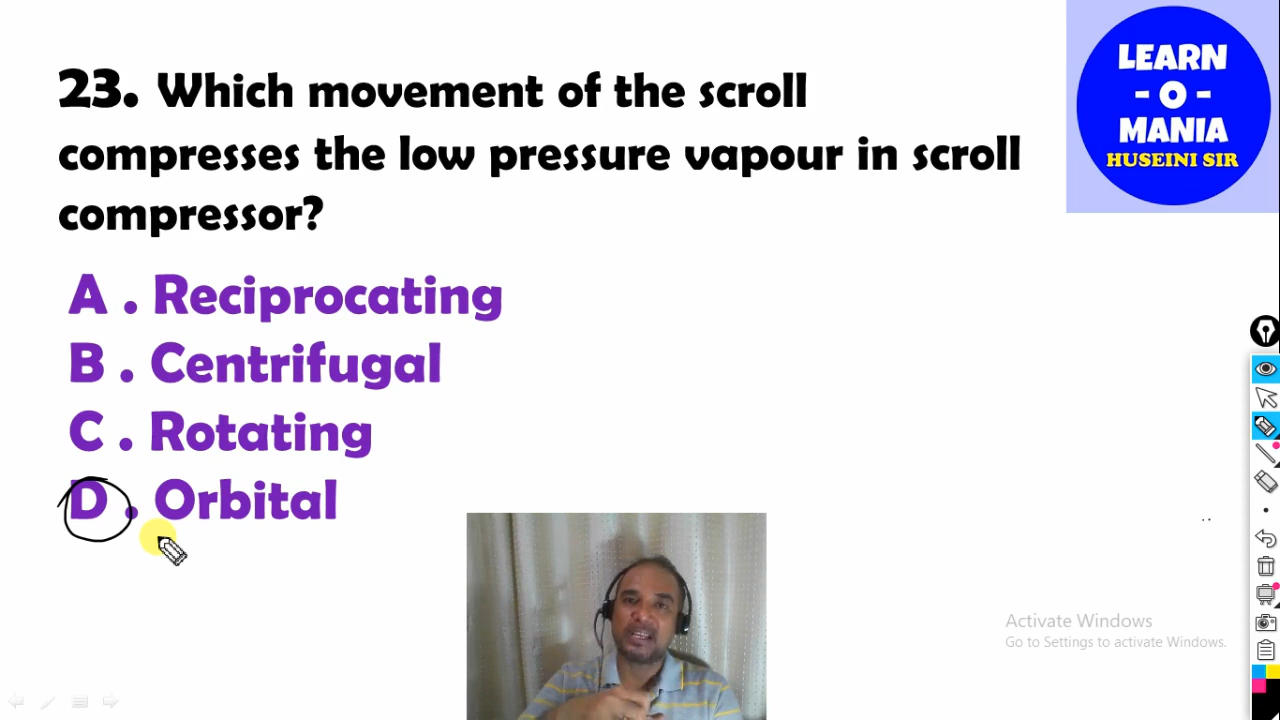 23. Which movement of the scroll
compresses the low pressure vapour in scroll
compressor?
A . Reciprocating
B . Centrifugal
C . Rotating
D . Orbital
LEARN
- O -
MANIA
HUSEINI SIR
Activate Windows
Go to Settings to activate Windows.